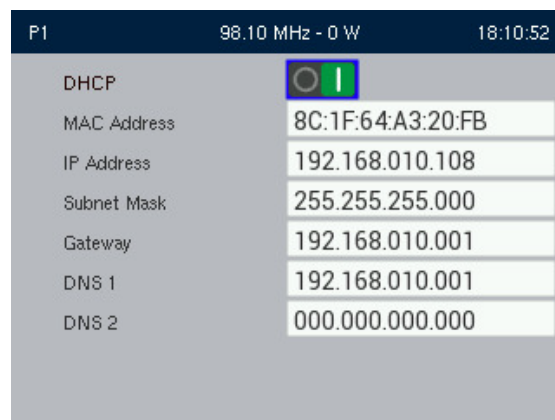 P1 98.10 MHz - 0 W 18:10:52
DHCP
MAC Address 8C:1F:64:A3:20:FB
IP Address 192.168.010.108
Subnet Mask 255.255.255.000
Gateway 192.168.010.001
DNS 1 192.168.010.001
DNS 2 000.000.000.000